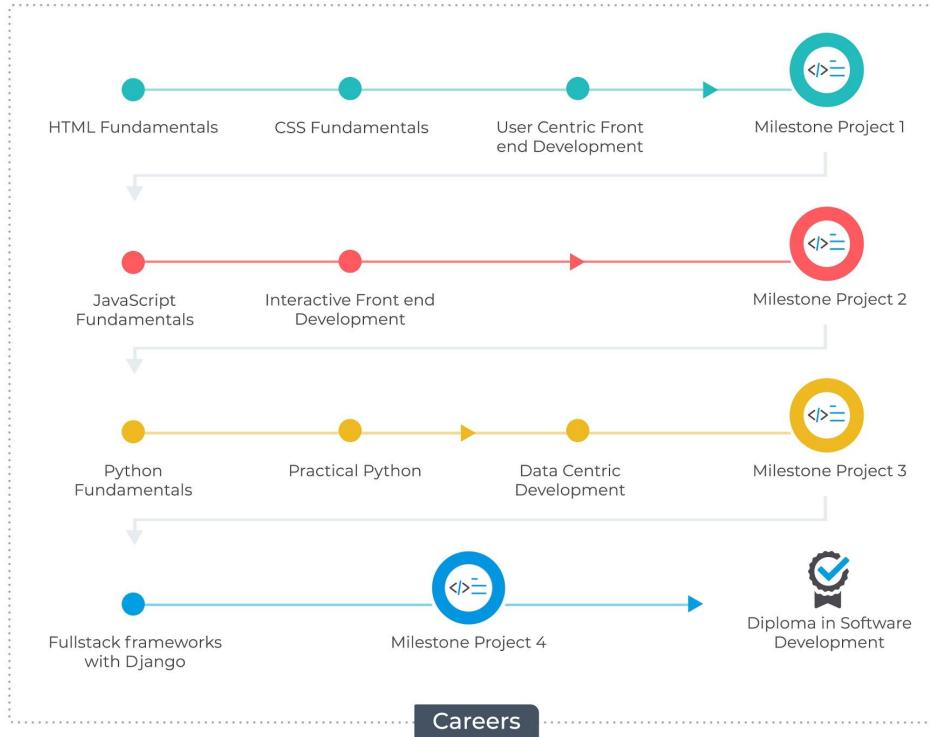 HTML Fundamentals
CSS Fundamentals
User Centric Front
end Development
Milestone Project 1
JavaScript
Fundamentals
Interactive Front end
Development
Milestone Project 2
Python
Fundamentals
Practical Python
Data Centric
Development
Milestone Project 3
Fullstack frameworks
with Django
Milestone Project 4
Diploma in Software
Development
Careers